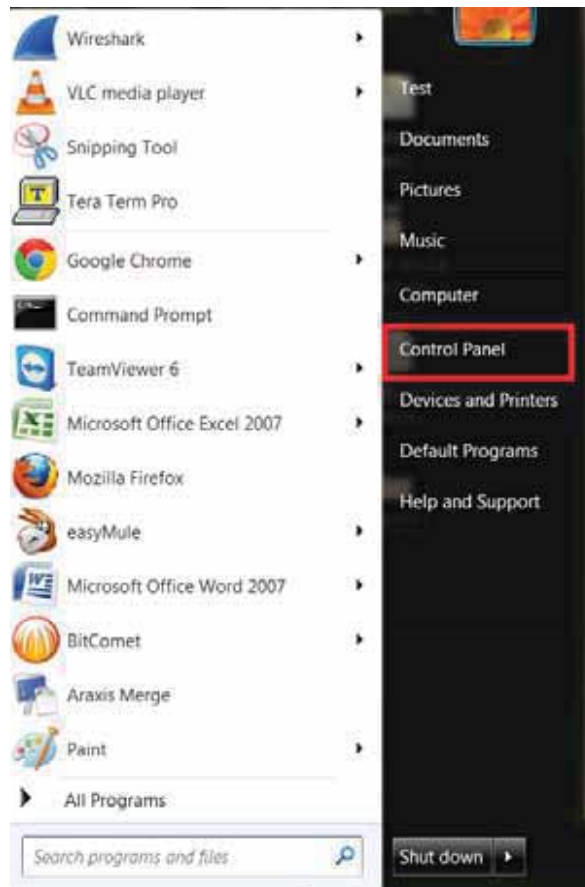 Wireshark
VLC media player
Snipping Tool
Tera Term Pro
Google Chrome
Command Prompt
TeamViewer 6
Microsoft Office Excel 2007
Mozilla Firefox
easyMule
Microsoft Office Word 2007
BitComet
Araxis Merge
Paint
All Programs
Search programs and files
Test
Documents
Pictures
Music
Computer
Control Panel
Devices and Printers
Default Programs
Help and Support
Shut down